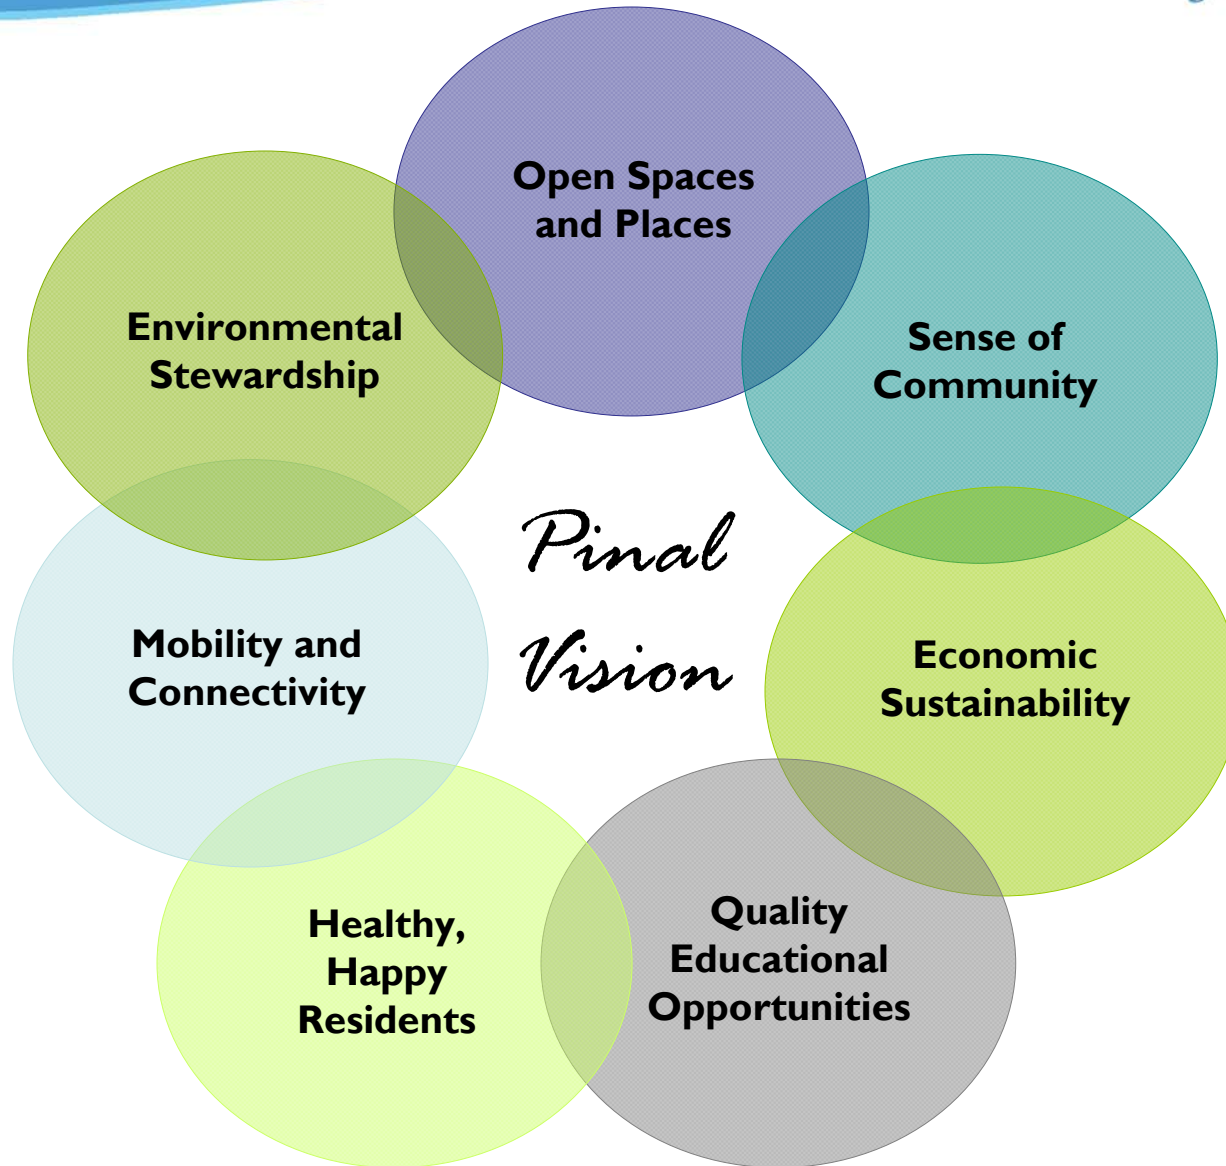 Open Spaces
and Places
Environmental
Stewardship
Sense of
Community
Pinal
Vision
Mobility and
Connectivity
Economic
Sustainability
Healthy,
Happy
Residents
Quality
Educational
Opportunities